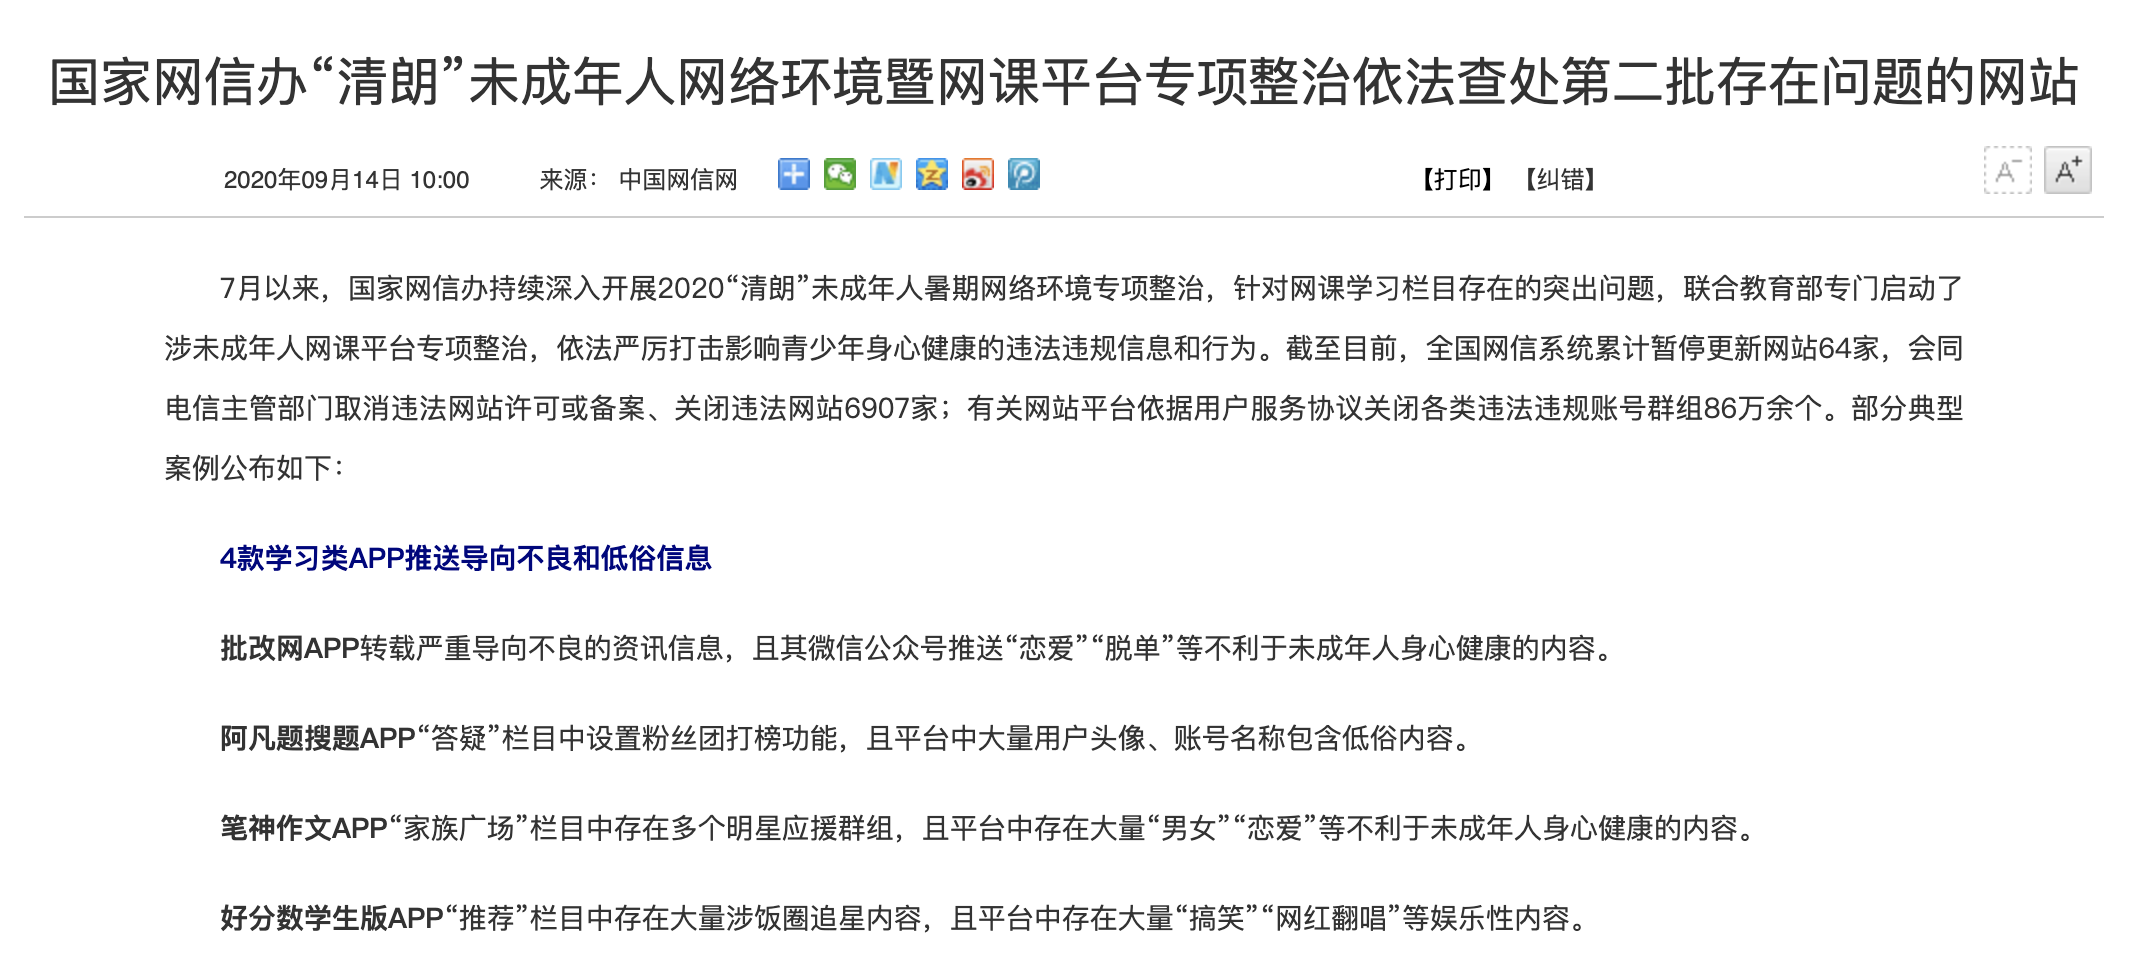 国家网信办“清朗”未成年人网络环境暨网课平台专项整治依法查处第二批存在问题的网站
2020年09月14日 10:00 来源： 中国网信网 【打印】 【纠错】 A- A+
7月以来，国家网信办持续深入开展2020“清朗”未成年人暑期网络环境专项整治，针对网课学习栏目存在的突出问题，联合教育部专门启动了
涉未成年人网课平台专项整治，依法严厉打击影响青少年身心健康的违法违规信息和行为。截至目前，全国网信系统累计暂停更新网站64家，会同
电信主管部门取消违法网站许可或备案、关闭违法网站6907家；有关网站平台依据用户服务协议关闭各类违法违规账号群组86万余个。部分典型
案例公布如下：
4款学习类APP推送导向不良和低俗信息
批改网APP转载严重导向不良的资讯信息，且其微信公众号推送“恋爱”“脱单”等不利于未成年人身心健康的内容。
阿凡题搜题APP“答疑”栏目中设置粉丝团打榜功能，且平台中大量用户头像、账号名称包含低俗内容。
笔神作文APP“家族广场”栏目中存在多个明星应援群组，且平台中存在大量“男女”“恋爱”等不利于未成年人身心健康的内容。
好分数学生版APP“推荐”栏目中存在大量涉饭圈追星内容，且平台中存在大量“搞笑”“网红翻唱”等娱乐性内容。